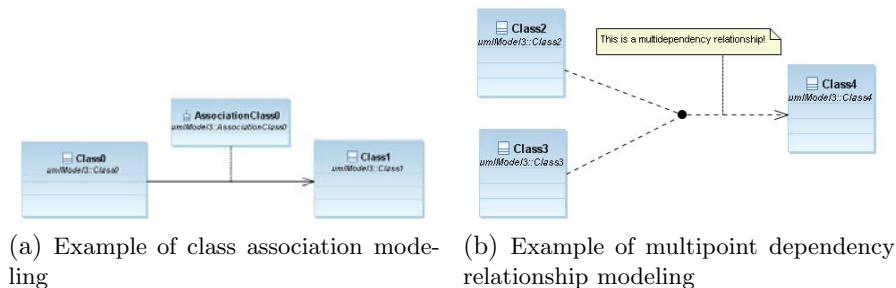 AssociationClass0
umlModel3::AssociationClass0
Class0
umlModel3::Class0
Class1
umlModel3::Class1
(a) Example of class association mode-
ling
Class2
umlModel3::Class2
This is a multidependency relationship!
Class4
umlModel3::Class4
Class3
umlModel3::Class3
(b) Example of multipoint dependency
relationship modeling